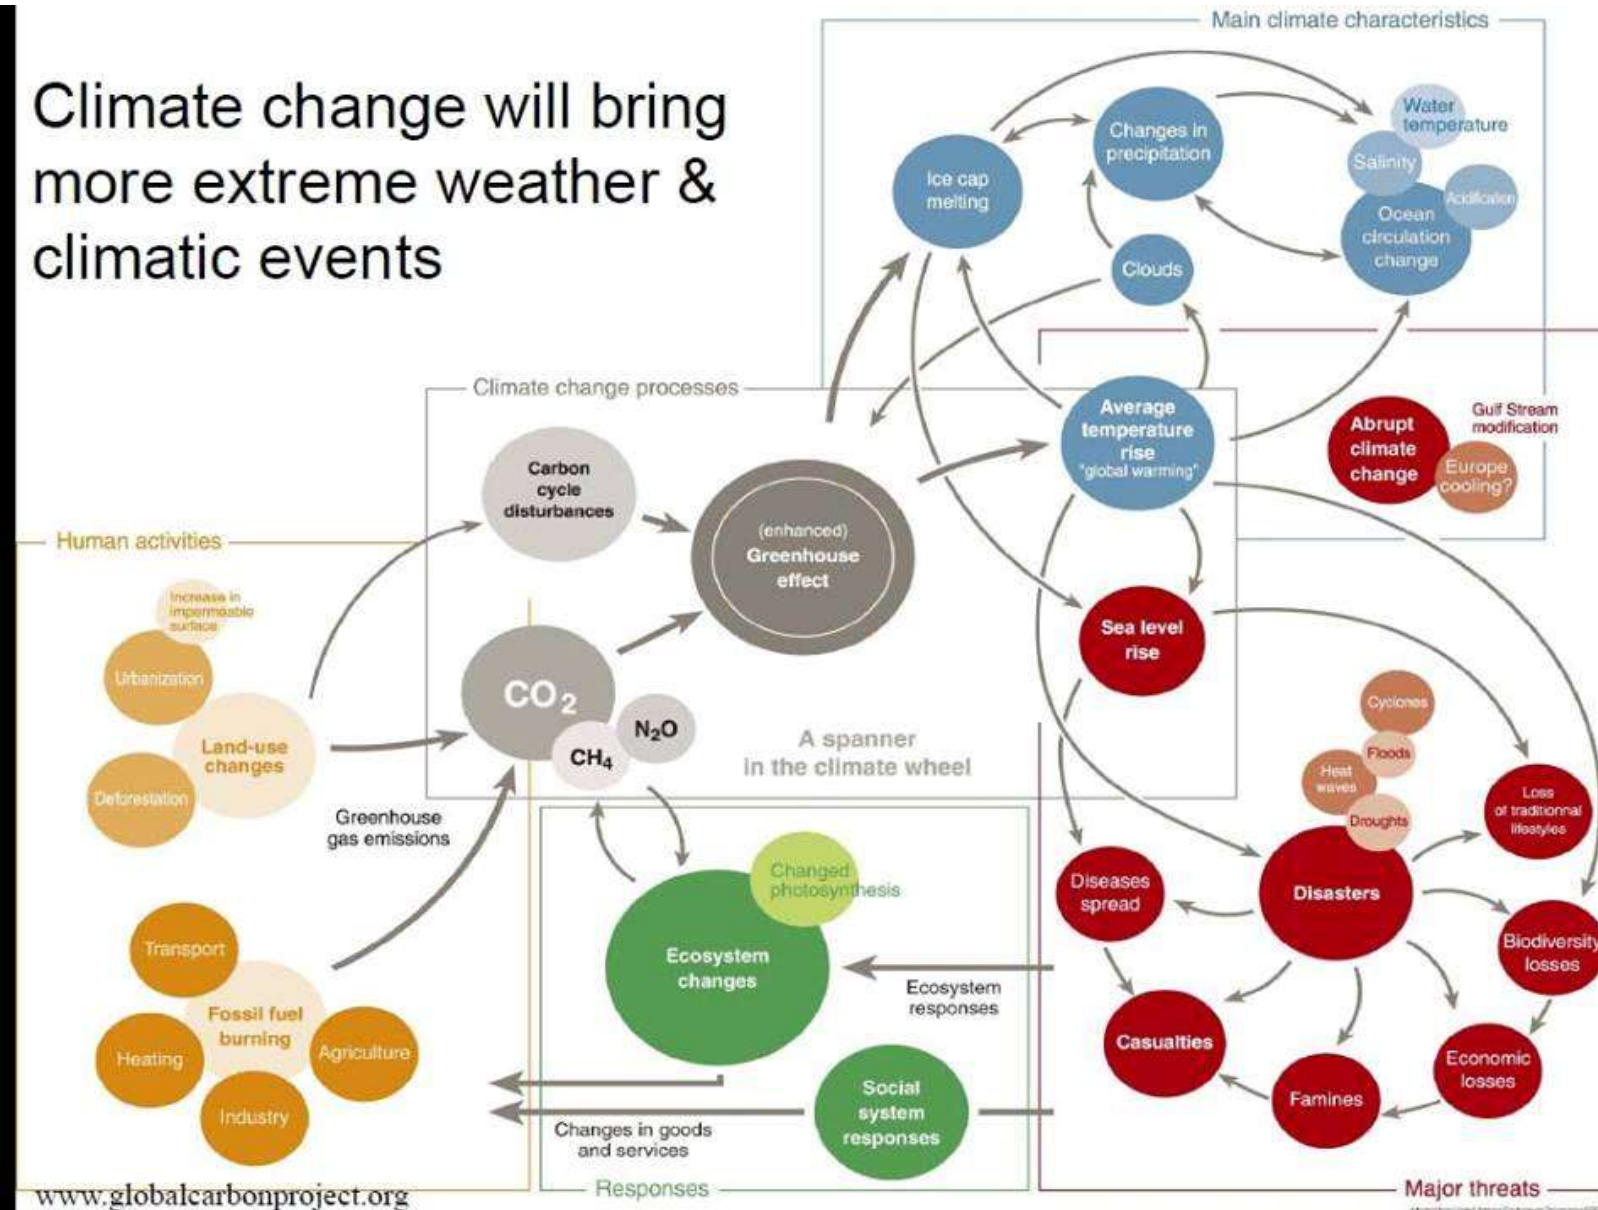 Climate change will bring
more extreme weather &
climatic events
Main climate characteristics
Water
temperature
Salinity
Acidification
Ocean
circulation
change
Changes in
precipitation
Ice cap
melting
Clouds
Climate change processes
Carbon
cycle
disturbances
(enhanced)
Greenhouse
effect
Average
temperature
rise
"global warming"
Abrupt
climate
change
Gulf Stream
modification
Europe
cooling?
Human activities
Increase in
impermeable
surface
Urbanization
Land-use
changes
Deforestation
CO2
CH4
N2O
A spanner
in the climate wheel
Sea level
rise
Greenhouse
gas emissions
Transport
Fossil fuel
burning
Heating
Agriculture
Industry
Changed
photosynthesis
Ecosystem
changes
Ecosystem
responses
Social
system
responses
Changes in goods
and services
Responses
Cyclones
Floods
Heat
waves
Droughts
Disasters
Loss
of traditionnal
lifestyles
Diseases
spread
Biodiversity
losses
Casualties
Economic
losses
Famines
Major threats
www.globalcarbonproject.org